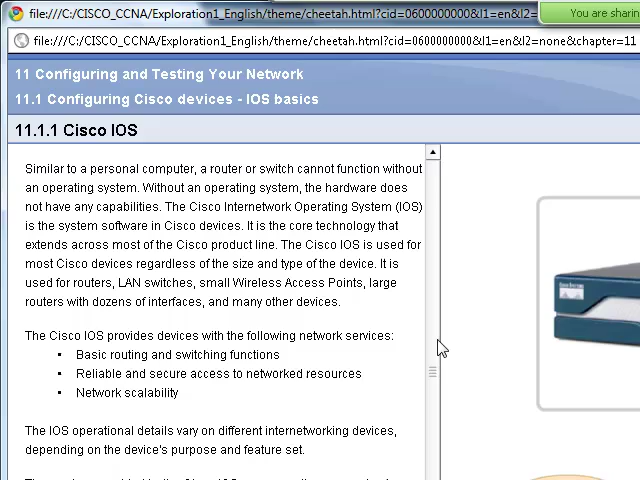 file:///C:/CISCO_CCNA/Exploration1_English/theme/cheetah.html?cid=0600000000&l1=en&l2=
You are sharin
file:///C:/CISCO_CCNA/Exploration1_English/theme/cheetah.html?cid=0600000000&l1=en&l2=none&chapter=11
11 Configuring and Testing Your Network
11.1 Configuring Cisco devices - IOS basics
11.1.1 Cisco IOS
Similar to a personal computer, a router or switch cannot function without
an operating system. Without an operating system, the hardware does
not have any capabilities. The Cisco Internetwork Operating System (IOS)
is the system software in Cisco devices. It is the core technology that
extends across most of the Cisco product line. The Cisco IOS is used for
most Cisco devices regardless of the size and type of the device. It is
used for routers, LAN switches, small Wireless Access Points, large
routers with dozens of interfaces, and many other devices.
The Cisco IOS provides devices with the following network services:
• Basic routing and switching functions
• Reliable and secure access to networked resources
• Network scalability
The IOS operational details vary on different internetworking devices,
depending on the device's purpose and feature set.